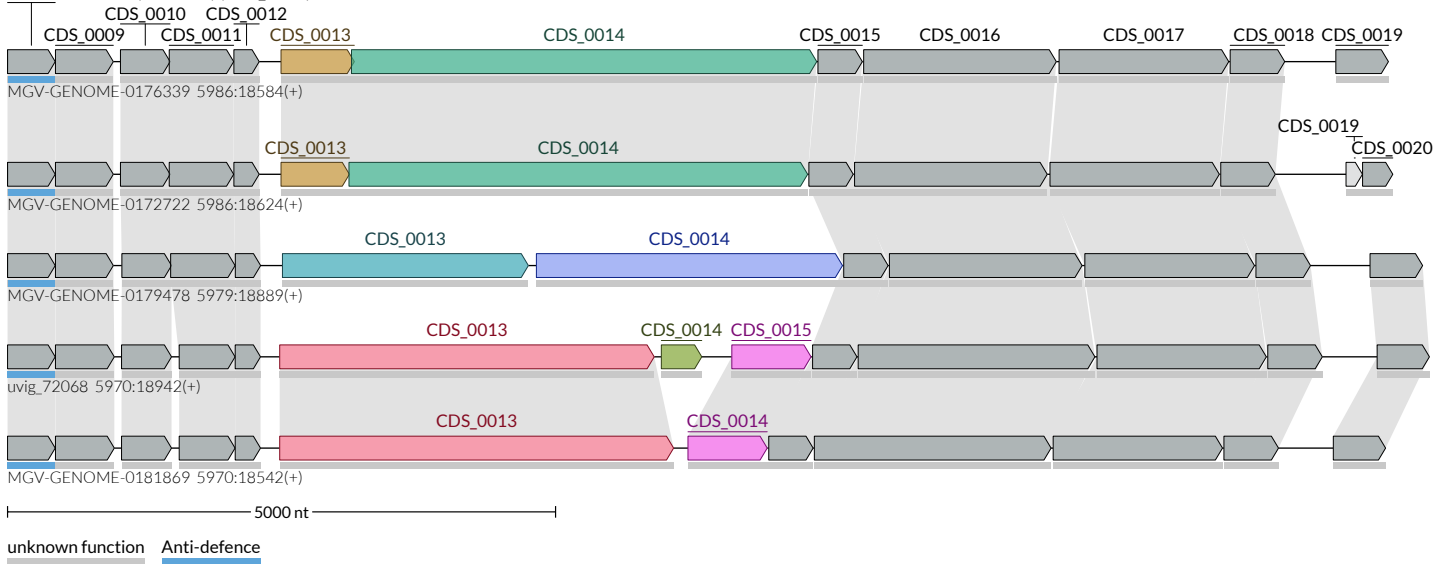 CDS_0010 CDS_0012
CDS_0009 CDS_0011 CDS_0013 CDS_0014 CDS_0015 CDS_0016 CDS_0017 CDS_0018 CDS_0019
MGV-GENOME-0176339 5986:18584(+)
CDS_0019
CDS_0013 CDS_0014 CDS_0020
MGV-GENOME-0172722 5986:18624(+)
CDS_0013 CDS_0014
MGV-GENOME-0179478 5979:18889(+)
CDS_0013 CDS_0014 CDS_0015
uvig_72068 5970:18942(+)
CDS_0013 CDS_0014
MGV-GENOME-0181869 5970:18542(+)
5000 nt
unknown function Anti-defence